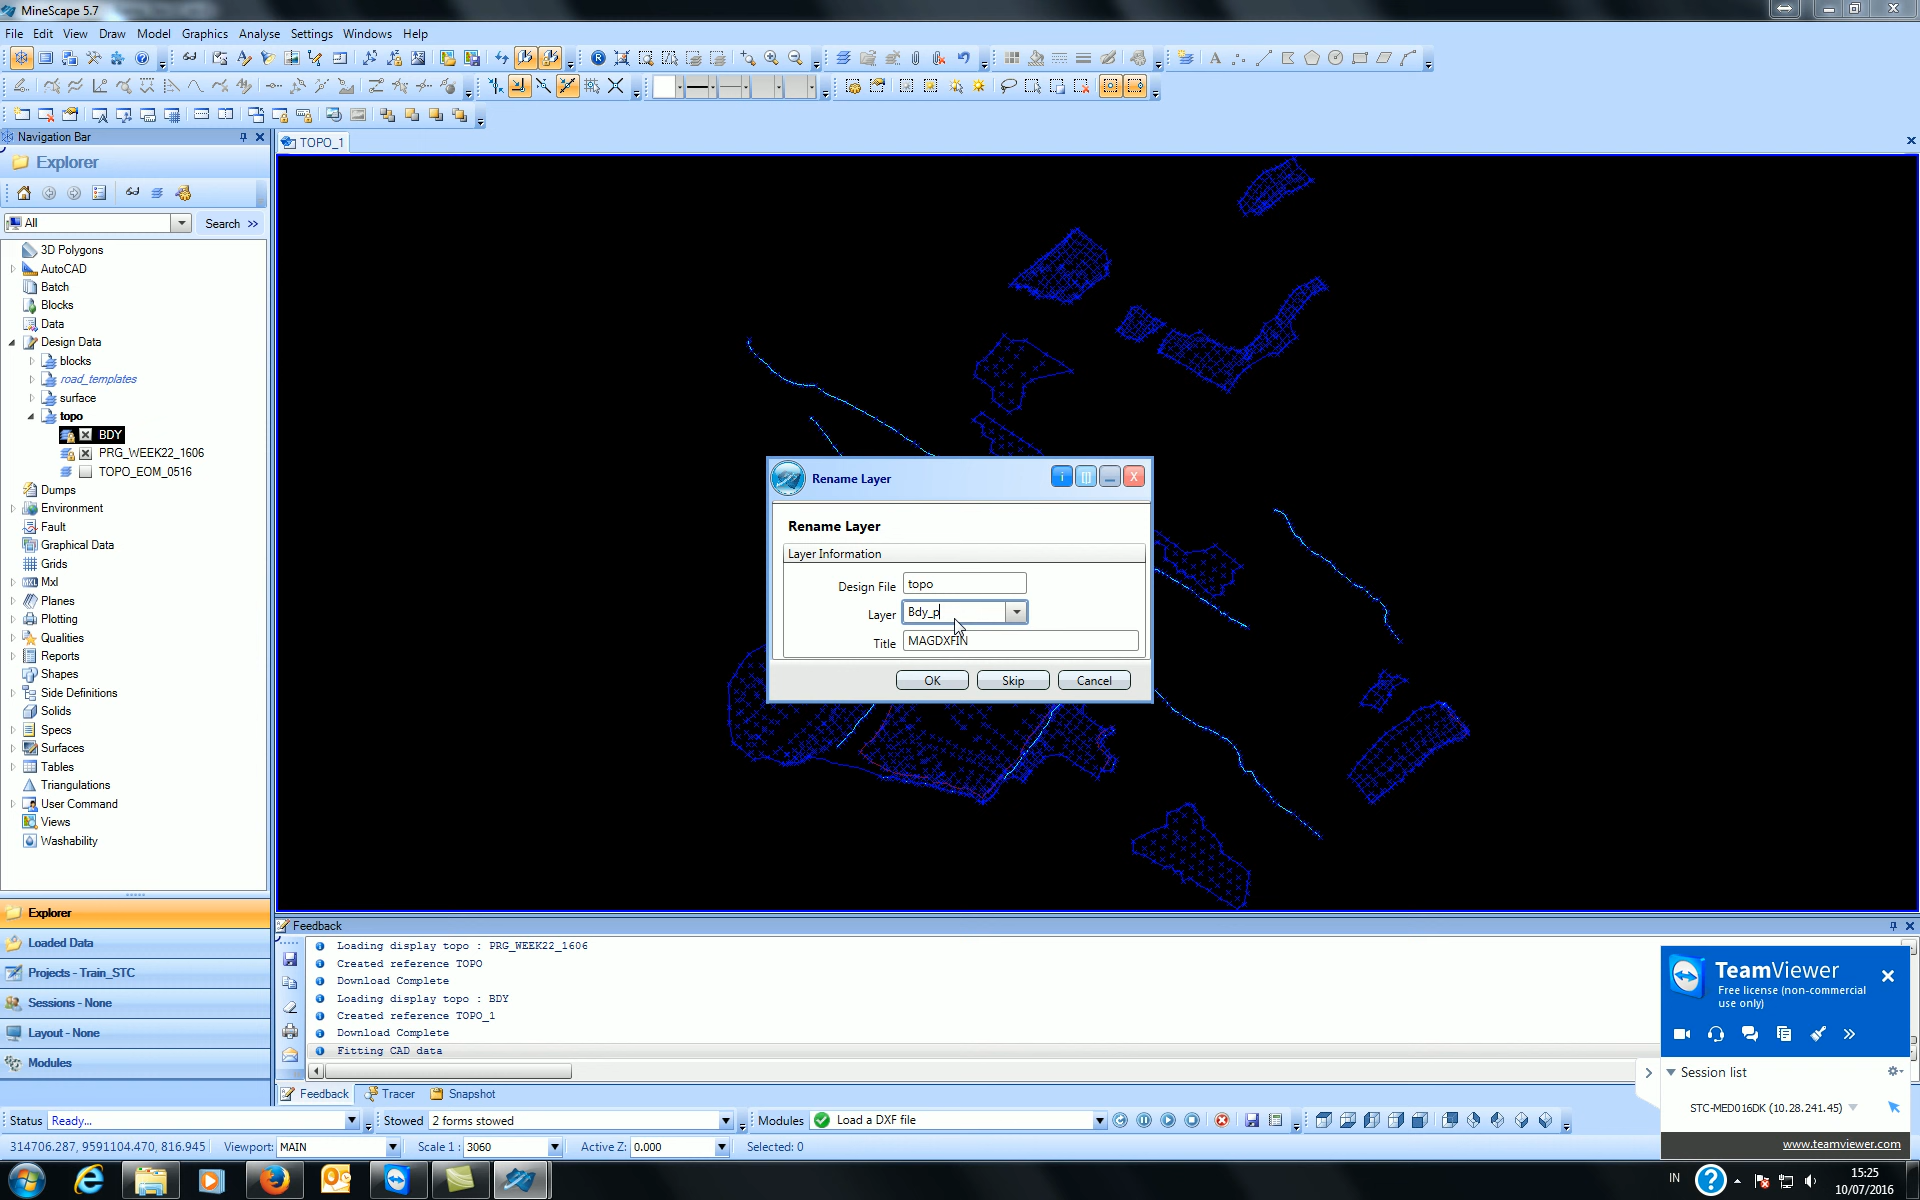 MineScape 5.7
File Edit View Draw Model Graphics Analyse Settings Windows Help
Navigation Bar
TOPO_1
Explorer
All
Search >>
3D Polygons
AutoCAD
Batch
Blocks
Data
Design Data
blocks
road_templates
surface
topo
BDY
PRG_WEEK22_1606
TOPO_EOM_0516
Dumps
Environment
Fault
Graphical Data
Grids
Mxl
Planes
Plotting
Qualities
Reports
Shapes
Side Definitions
Solids
Specs
Surfaces
Tables
Triangulations
User Command
Views
Washability
Explorer
Loaded Data
Projects - Train_STC
Sessions - None
Layout - None
Modules
Rename Layer
Rename Layer
Layer Information
Design File topo
Layer Bdy_p
Title MAGDXFIN
OK Skip Cancel
Feedback
Loading display topo : PRG_WEEK22_1606
Created reference TOPO
Download Complete
Loading display topo : BDY
Created reference TOPO_1
Download Complete
Fitting CAD data
Feedback Tracer Snapshot
TeamViewer
Free license (non-commercial
use only)
Session list
STC-MED016DK (10.28.241.45)
www.teamviewer.com
Status Ready... Stowed 2 forms stowed Modules Load a DXF file
314706.287, 9591104.470, 816.945 Viewport: MAIN Scale 1 : 3060 Active Z: 0.000 Selected: 0
IN
15:25
10/07/2016